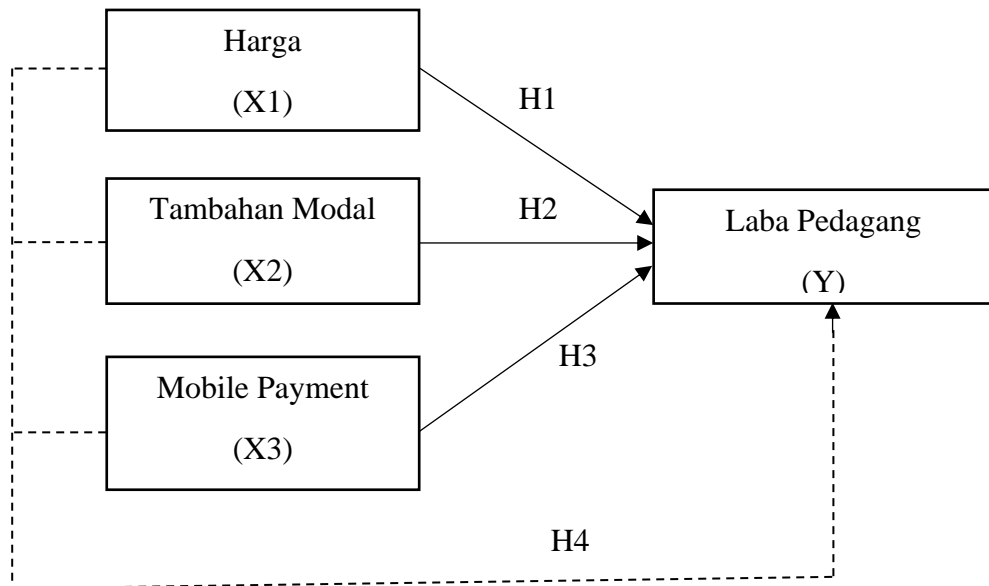 Harga
(X1)
H1
Tambahan Modal
(X2)
H2
Laba Pedagang
(Y)
Mobile Payment
(X3)
H3
H4